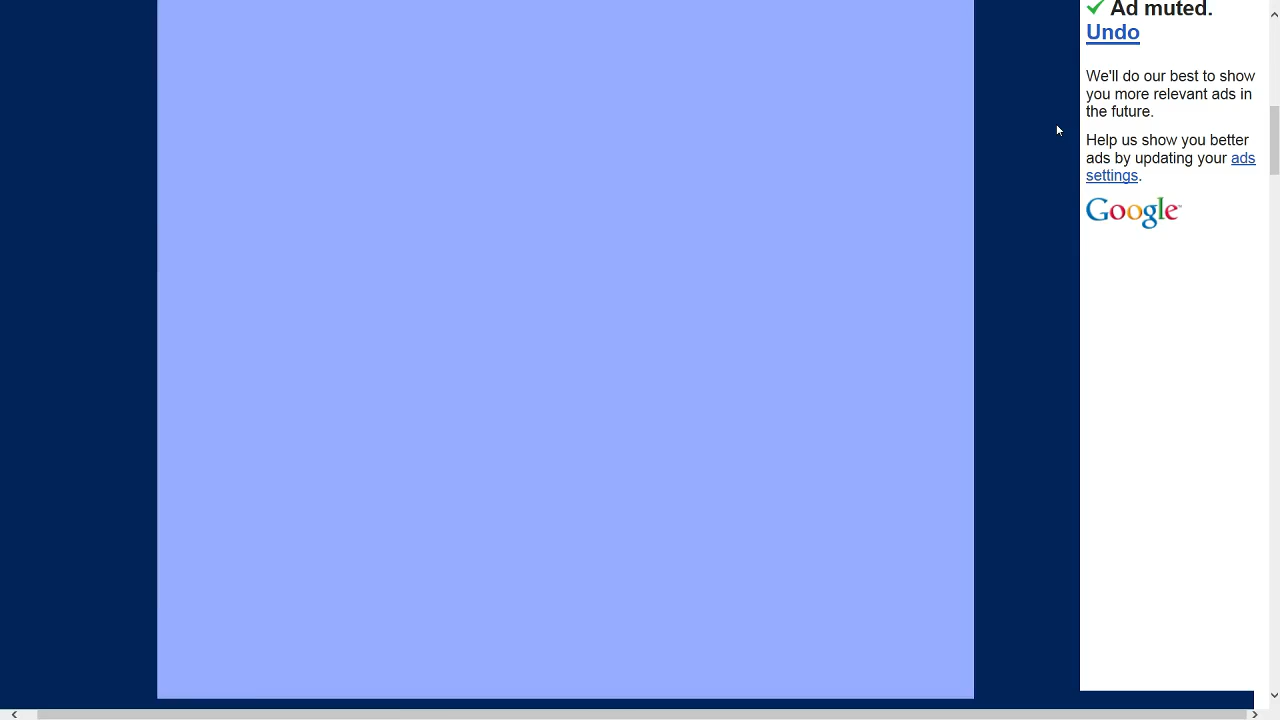 Ad muted.
Undo
We'll do our best to show
you more relevant ads in
the future.
Help us show you better
ads by updating your ads
settings.
Google™